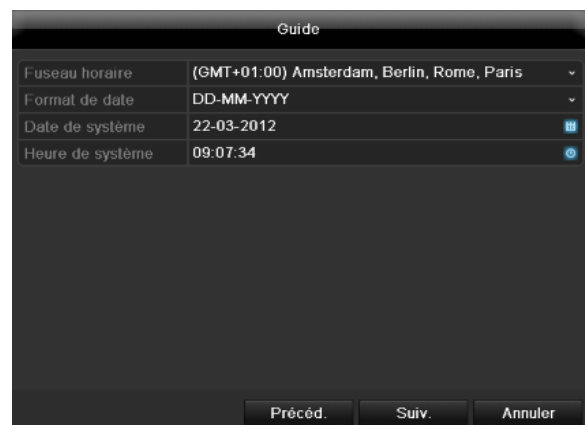 Guide
Fuseau horaire (GMT+01:00) Amsterdam, Berlin, Rome, Paris
Format de date DD-MM-YYYY
Date de système 22-03-2012
Heure de système 09:07:34
Précéd. Suiv. Annuler